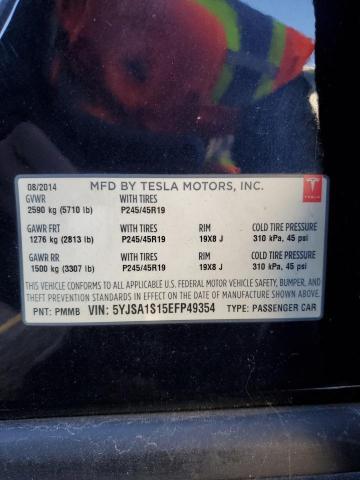 08/2014 MFD BY TESLA MOTORS, INC.
GVWR WITH TIRES
2590 kg (5710 lb) P245/45R19
TESLA
GAWR FRT WITH TIRES RIM COLD TIRE PRESSURE
1276 kg (2813 lb) P245/45R19 19X8 J 310 kPa, 45 psi
GAWR RR WITH TIRES RIM COLD TIRE PRESSURE
1500 kg (3307 lb) P245/45R19 19X8 J 310 kPa, 45 psi
THIS VEHICLE CONFORMS TO ALL APPLICABLE U.S. FEDERAL MOTOR VEHICLE SAFETY, BUMPER, AND
THEFT PREVENTION STANDARDS IN EFFECT ON THE DATE OF MANUFACTURE SHOWN ABOVE.
PNT: PMMB VIN: 5YJSA1S15EFP49354 TYPE: PASSENGER CAR